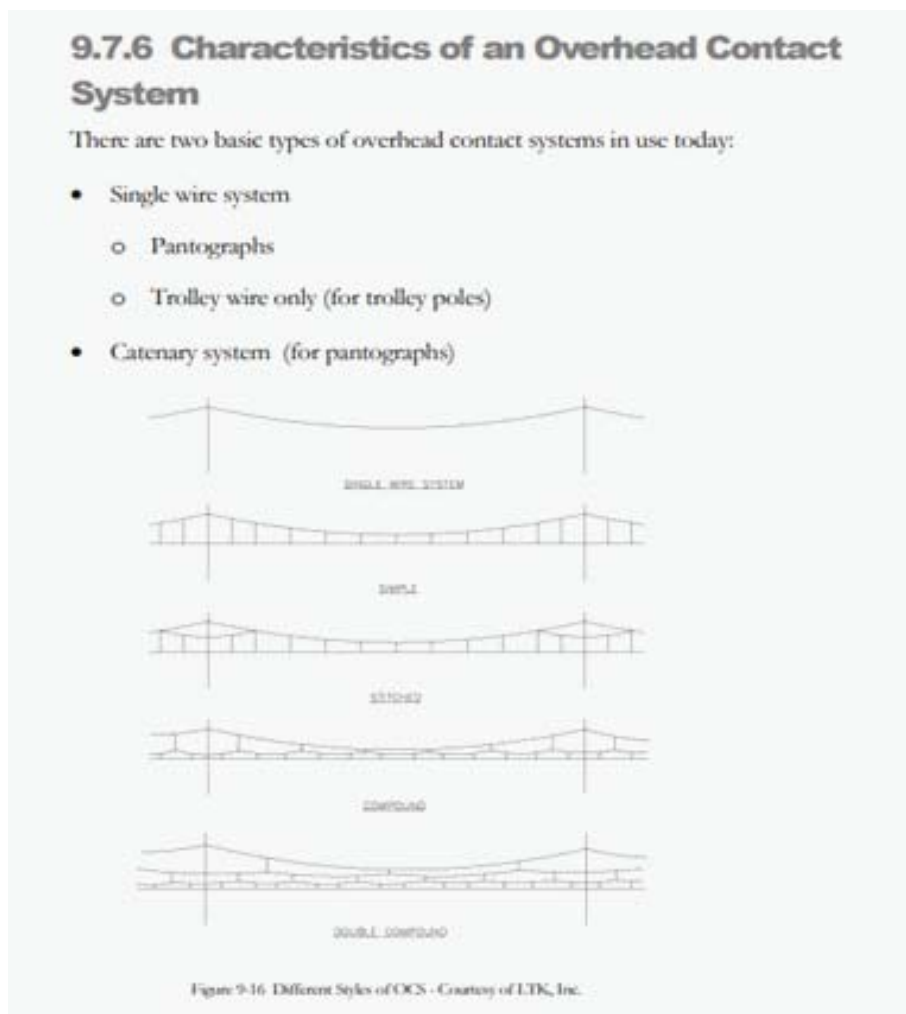 9.7.6 Characteristics of an Overhead Contact
System
There are two basic types of overhead contact systems in use today:
• Single wire system
o Pantographs
o Trolley wire only (for trolley poles)
• Catenary system (for pantographs)
SINGLE WIRE SYSTEM
SIMPLE
STITCHED
COMPOUND
DOUBLE COMPOUND
Figure 9-16 Different Styles of OCS - Courtesy of LTK, Inc.